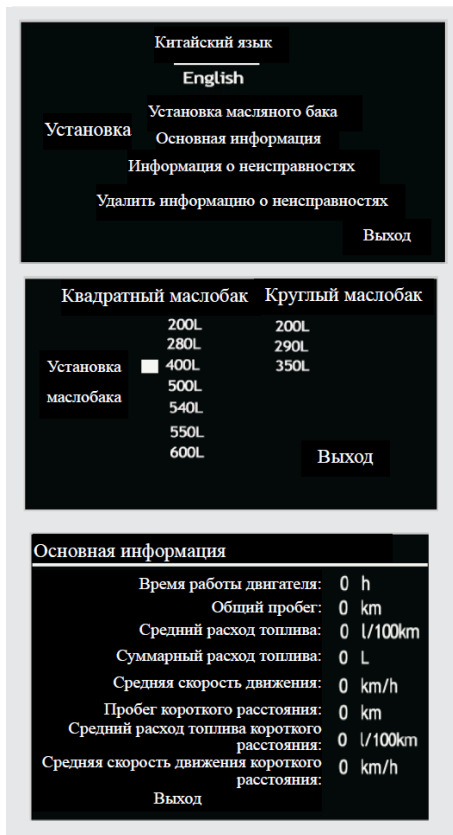 Китайский язык
English
Установка масляного бака
Установка
Основная информация
Информация о неисправностях
Удалить информацию о неисправностях
Выход
Квадратный маслобак Круглый маслобак
200L 200L
280L 290L
Установка 400L 350L
маслобака 500L
540L
550L
600L
Выход
Основная информация
Время работы двигателя: 0 h
Общий пробег: 0 km
Средний расход топлива: 0 l/100km
Суммарный расход топлива: 0 L
Средняя скорость движения: 0 km/h
Пробег короткого расстояния: 0 km
Средний расход топлива короткого
расстояния: 0 l/100km
Средняя скорость движения короткого
расстояния: 0 km/h
Выход